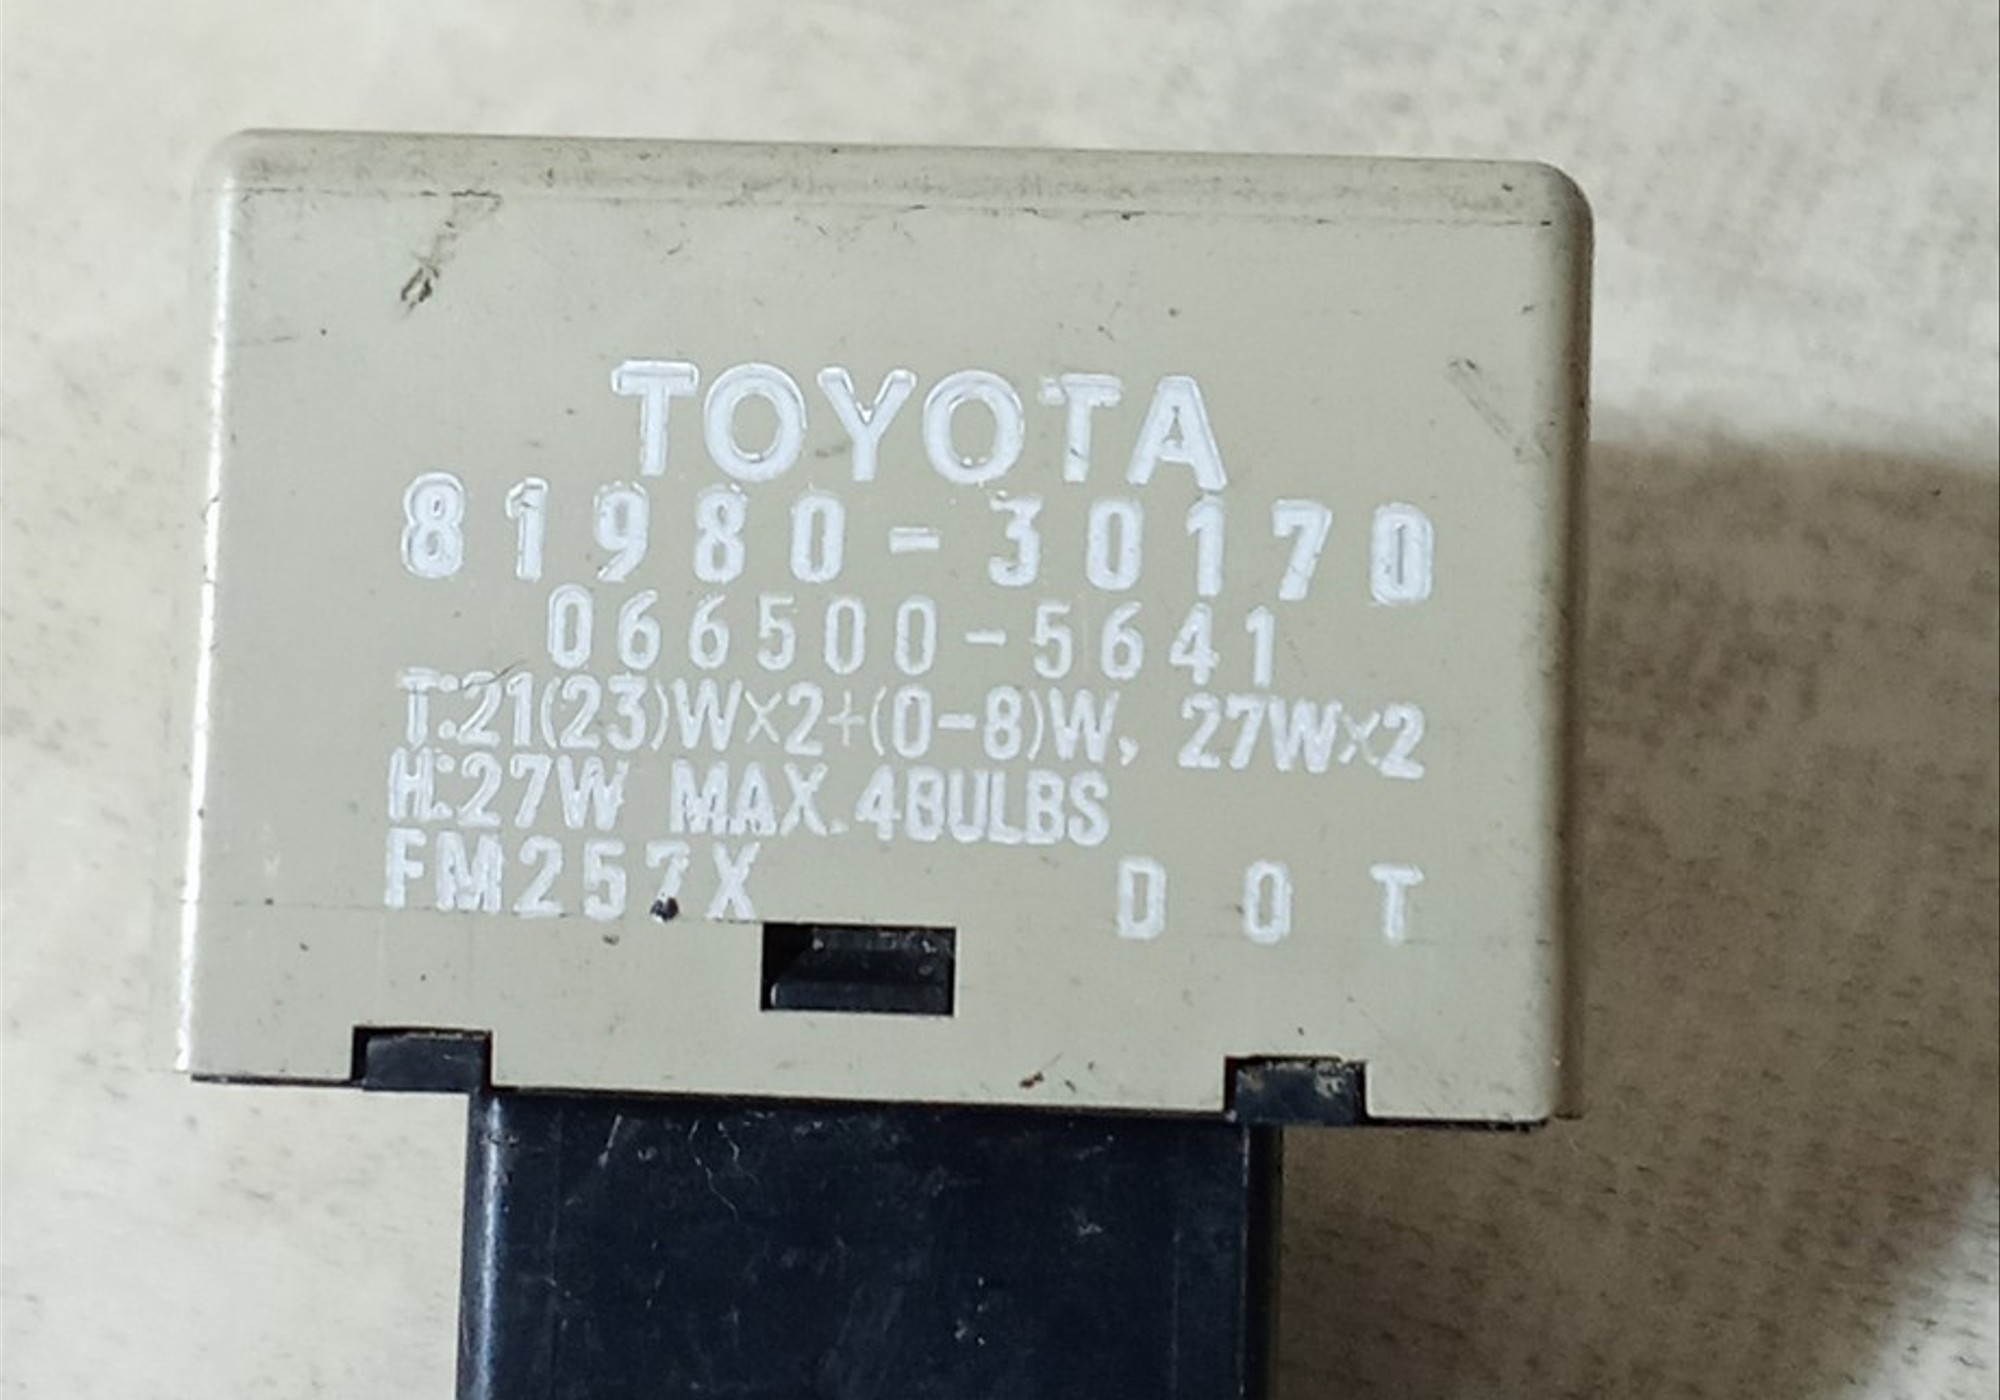 TOYOTA
81980-30170
066500-5641
T:21(23)W×2+(0-8)W, 27W×2
H:27W MAX.4BULBS
FM257X DOT